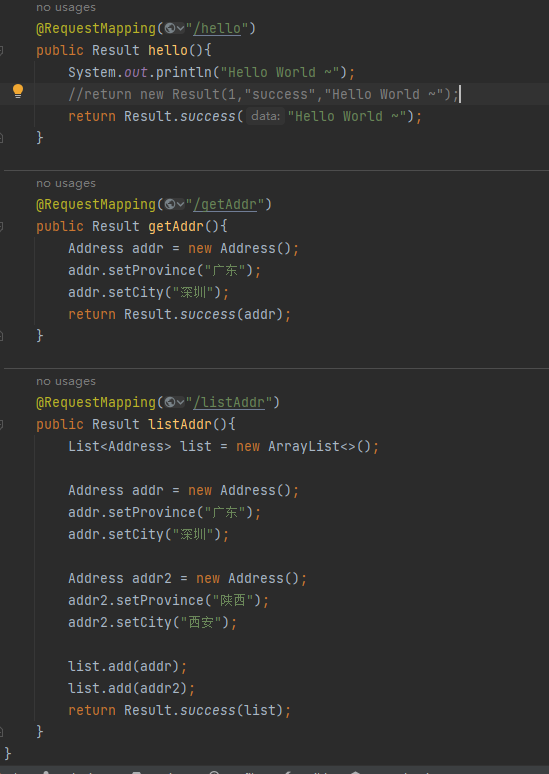 no usages
@RequestMapping("/hello")
public Result hello(){
System.out.println("Hello World ~");
//return new Result(1,"success","Hello World ~");
return Result.success( data: "Hello World ~");
}
no usages
@RequestMapping("/getAddr")
public Result getAddr(){
Address addr = new Address();
addr.setProvince("广东");
addr.setCity("深圳");
return Result.success(addr);
}
no usages
@RequestMapping("/listAddr")
public Result listAddr(){
List<Address> list = new ArrayList<>();
Address addr = new Address();
addr.setProvince("广东");
addr.setCity("深圳");
Address addr2 = new Address();
addr2.setProvince("陕西");
addr2.setCity("西安");
list.add(addr);
list.add(addr2);
return Result.success(list);
}
}